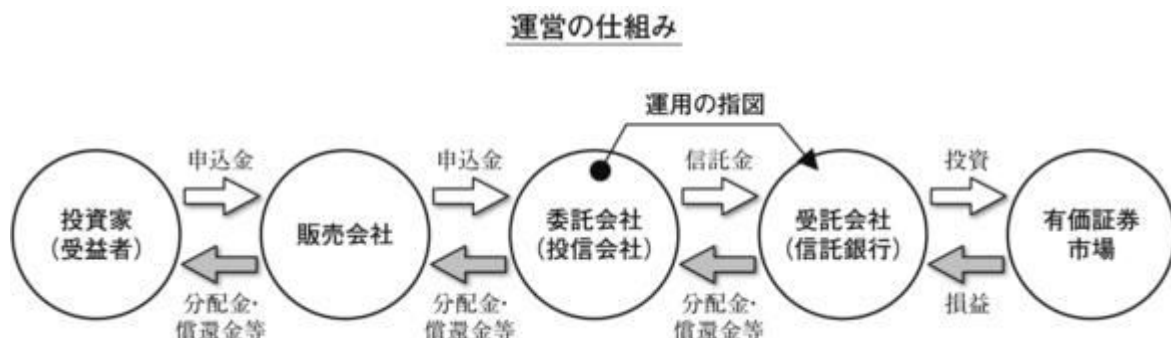 運営の仕組み
運用の指図
申込金
申込金
信託金
投資
投資家
(受益者)
販売会社
委託会社
(投信会社)
受託会社
(信託銀行)
有価証券
市場
分配金・
償還金等
分配金・
償還金等
分配金・
償還金等
損益